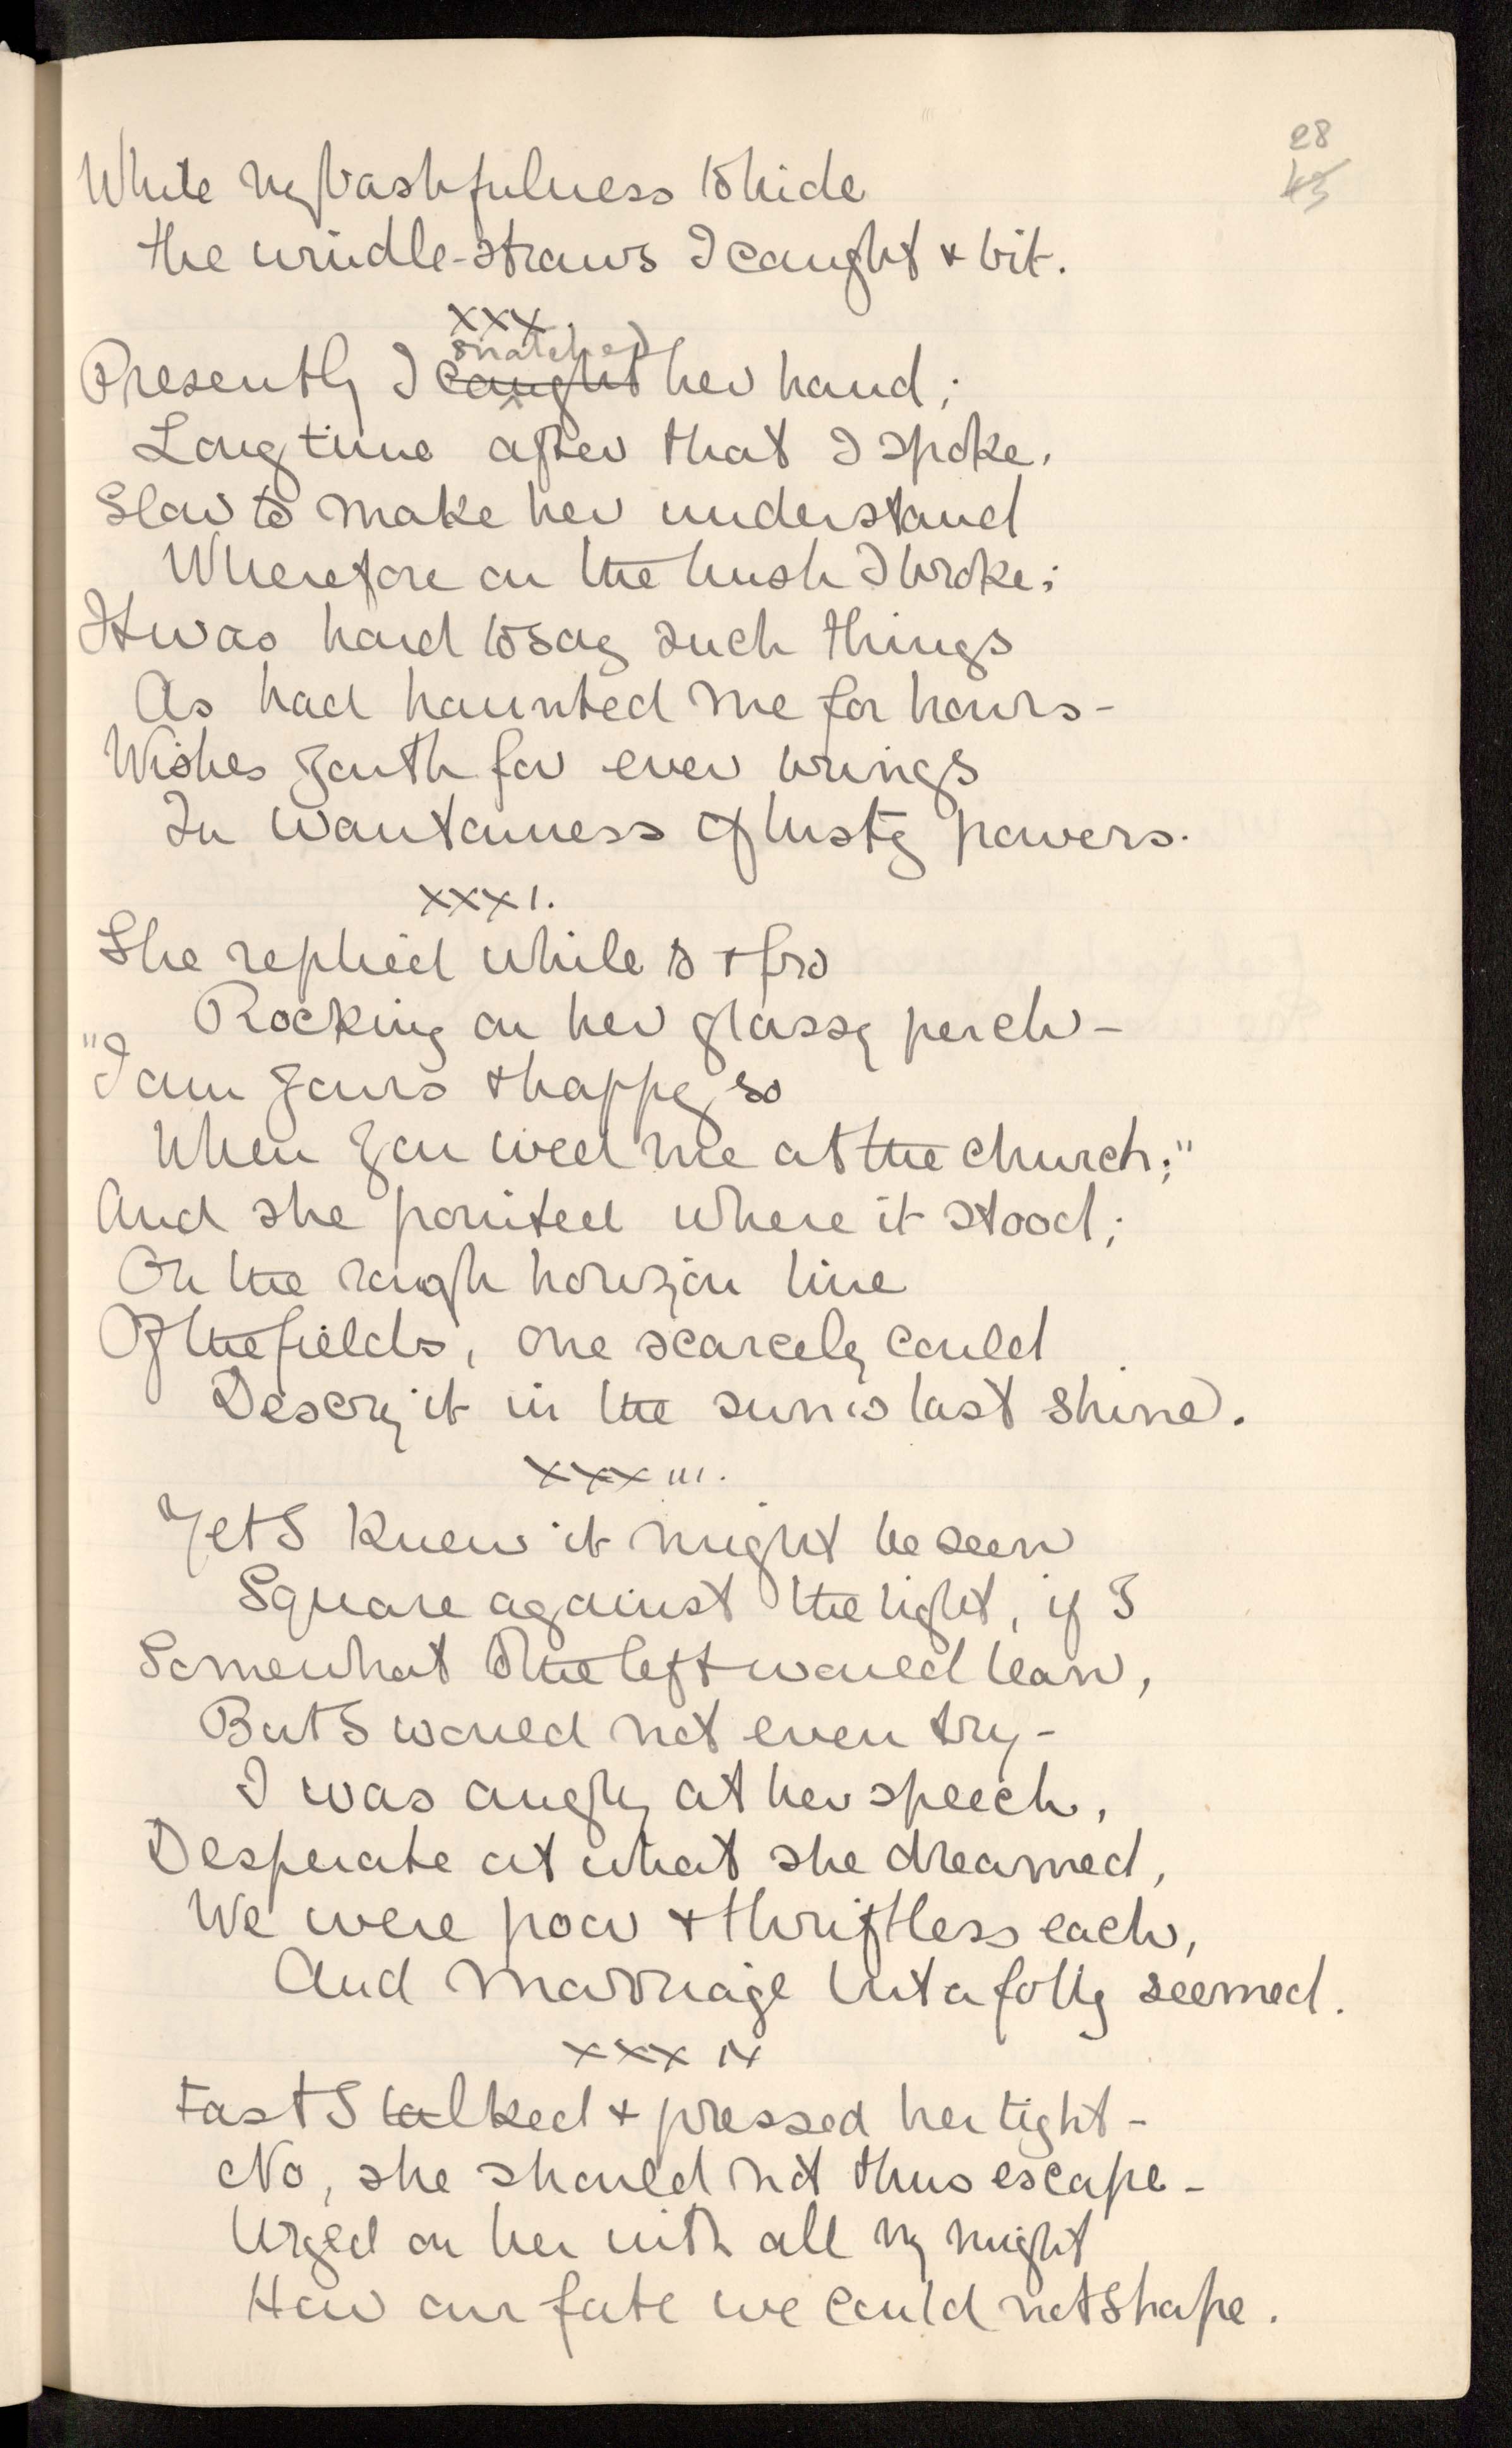 28
43
While my bashfulness to hide
the windle-straws I caught & bit.
XXX.
snatched
Presently I caught her hand;
Long time after that I spoke,
Slow to make her understand
Wherefore on the hush I broke;
It was hard to say such things
As had haunted me for hours -
Wishes youth for ever brings
In wantonness of lusty powers.
XXXI.
She replied while to & fro
Rocking on her glassy perch -
"I am yours & happy, so
When you wed me at the church;"
And she pointed where it stood;
On the rough horizon line
Of the fields, one scarcely could
Descry it in the sun's last shine.
XXXIII.
Yet I knew it might be seen
Square against the light, if I
Somewhat to the left would lean,
But I would not even try -
I was angry at her speech,
Desperate at what she dreamed,
We were poor & thriftless each,
And marriage but a folly seemed.
XXXIV
Fast I talked & pressed her tight -
No, she should not thus escape -
Urged on her with all my might
How our fate we could not shape.